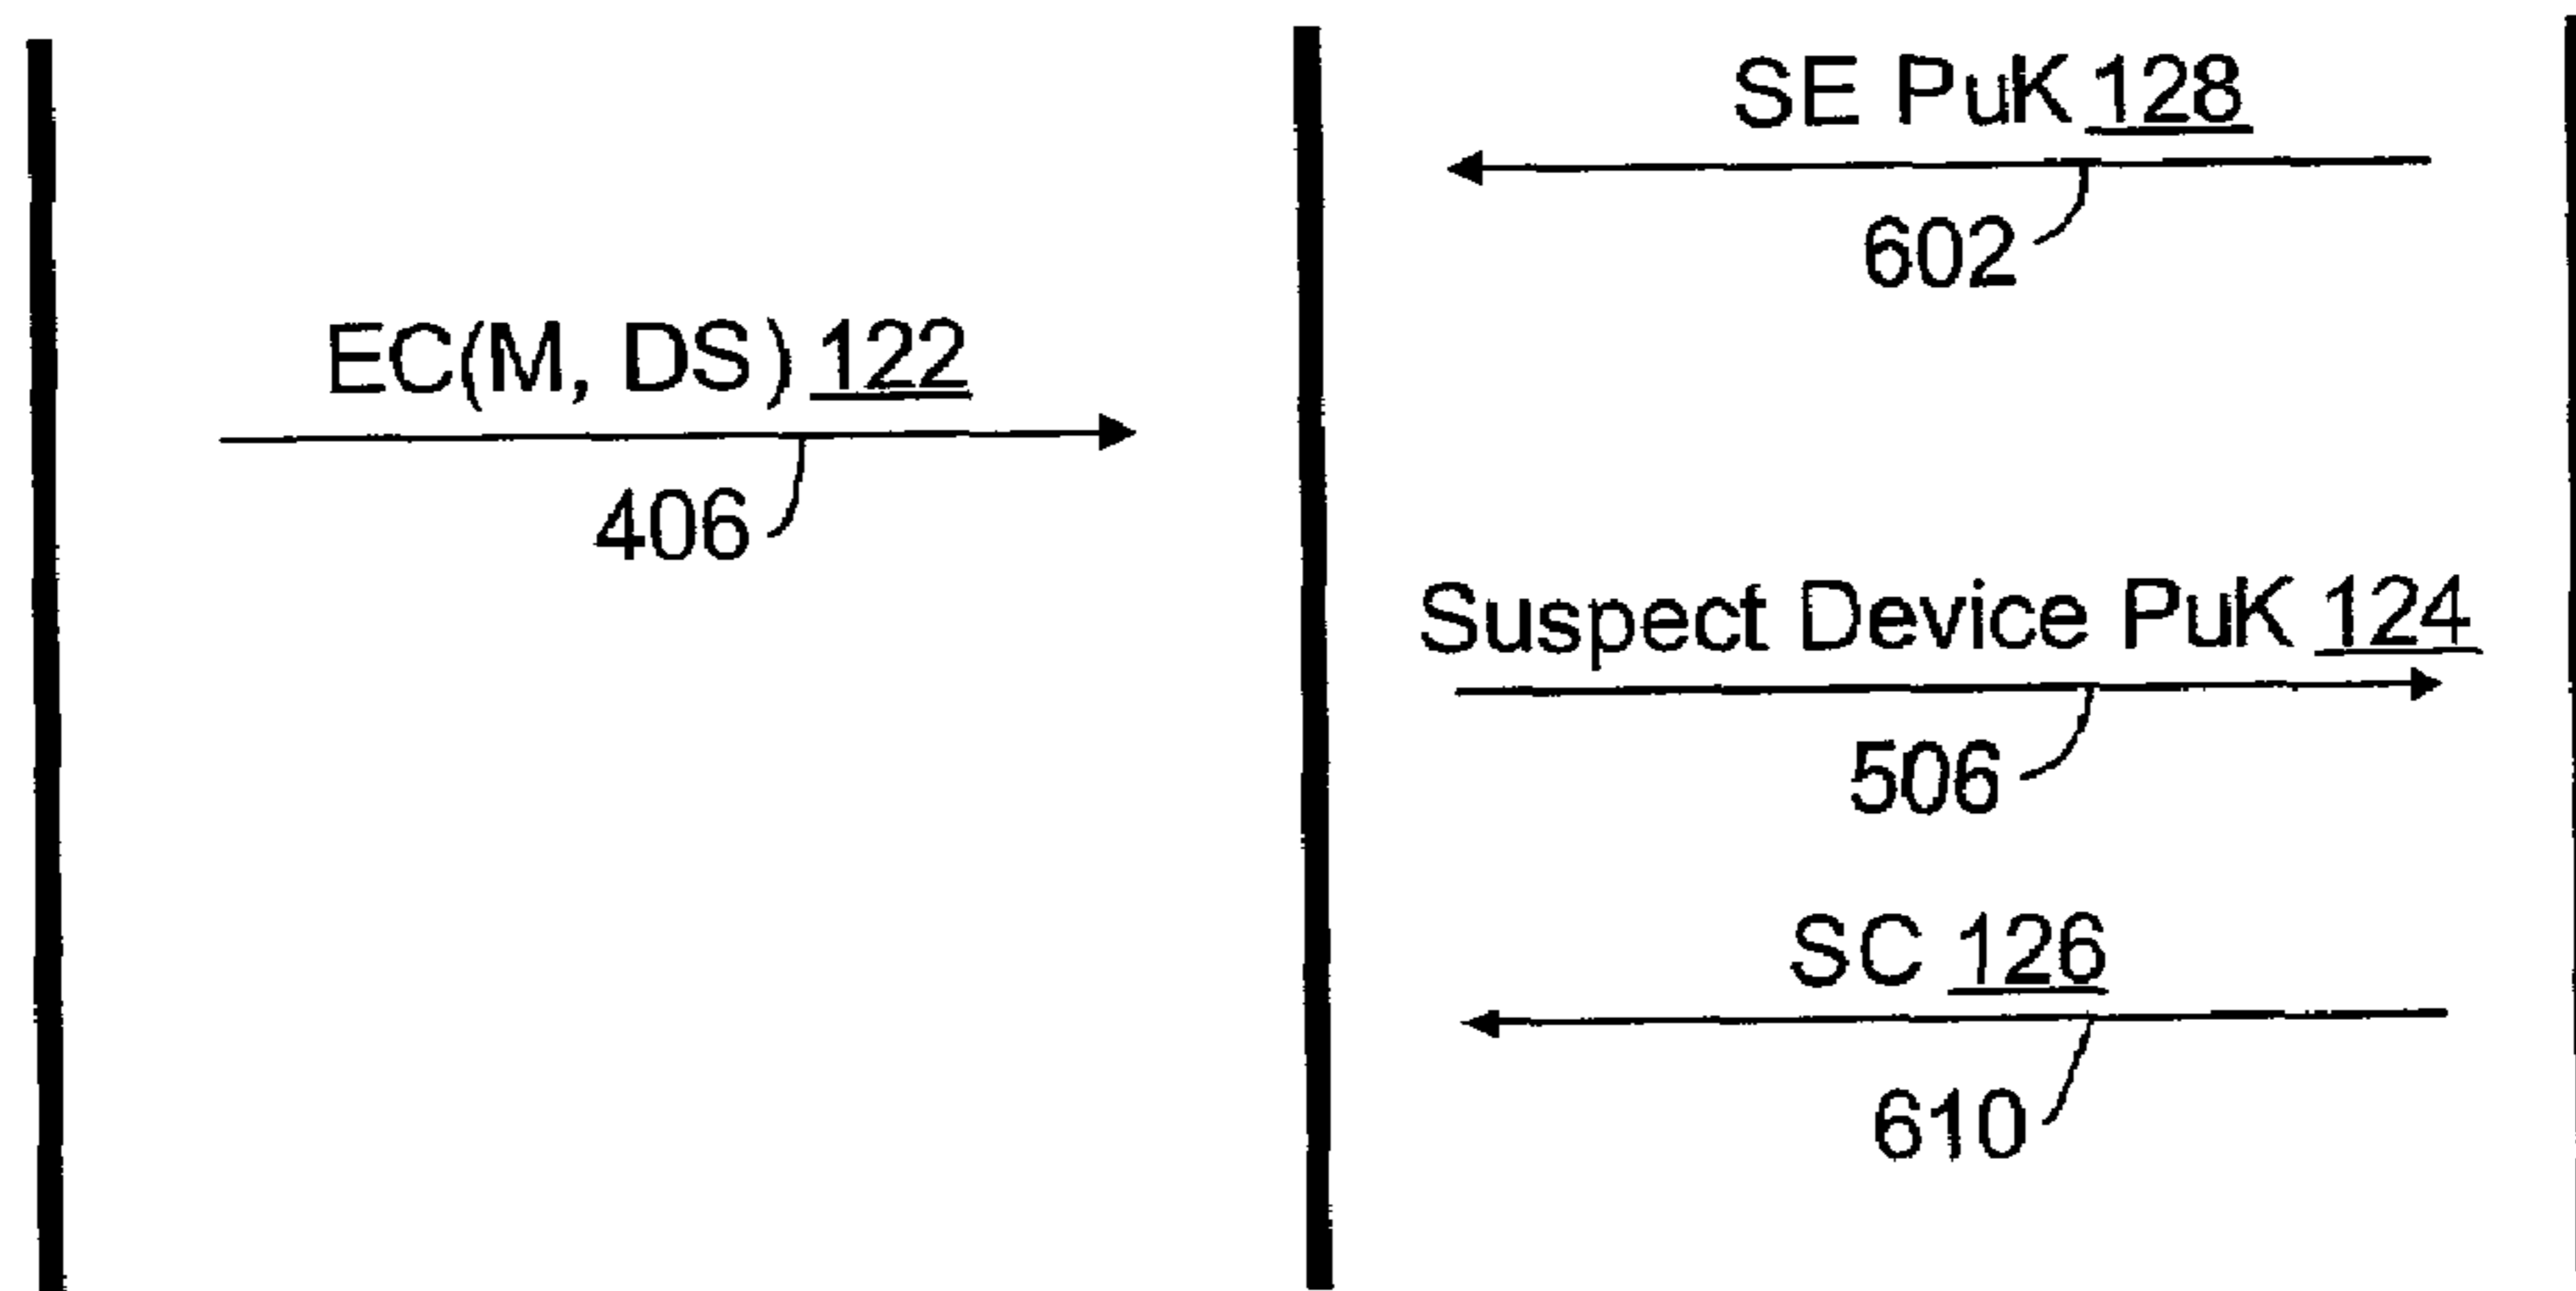 SE PuK 128
602
EC(M, DS) 122
406
Suspect Device PuK 124
506
SC 126
610